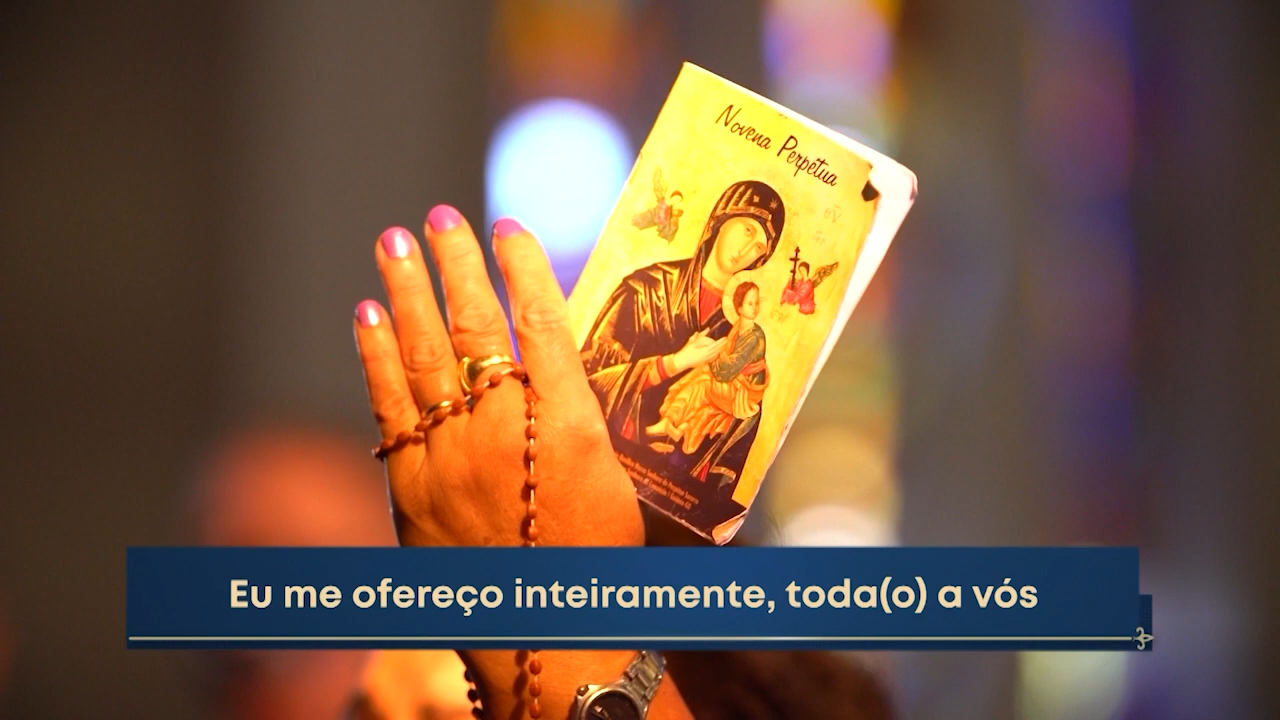 Novena Perpétua
Eu me ofereço inteiramente, toda(o) a vós